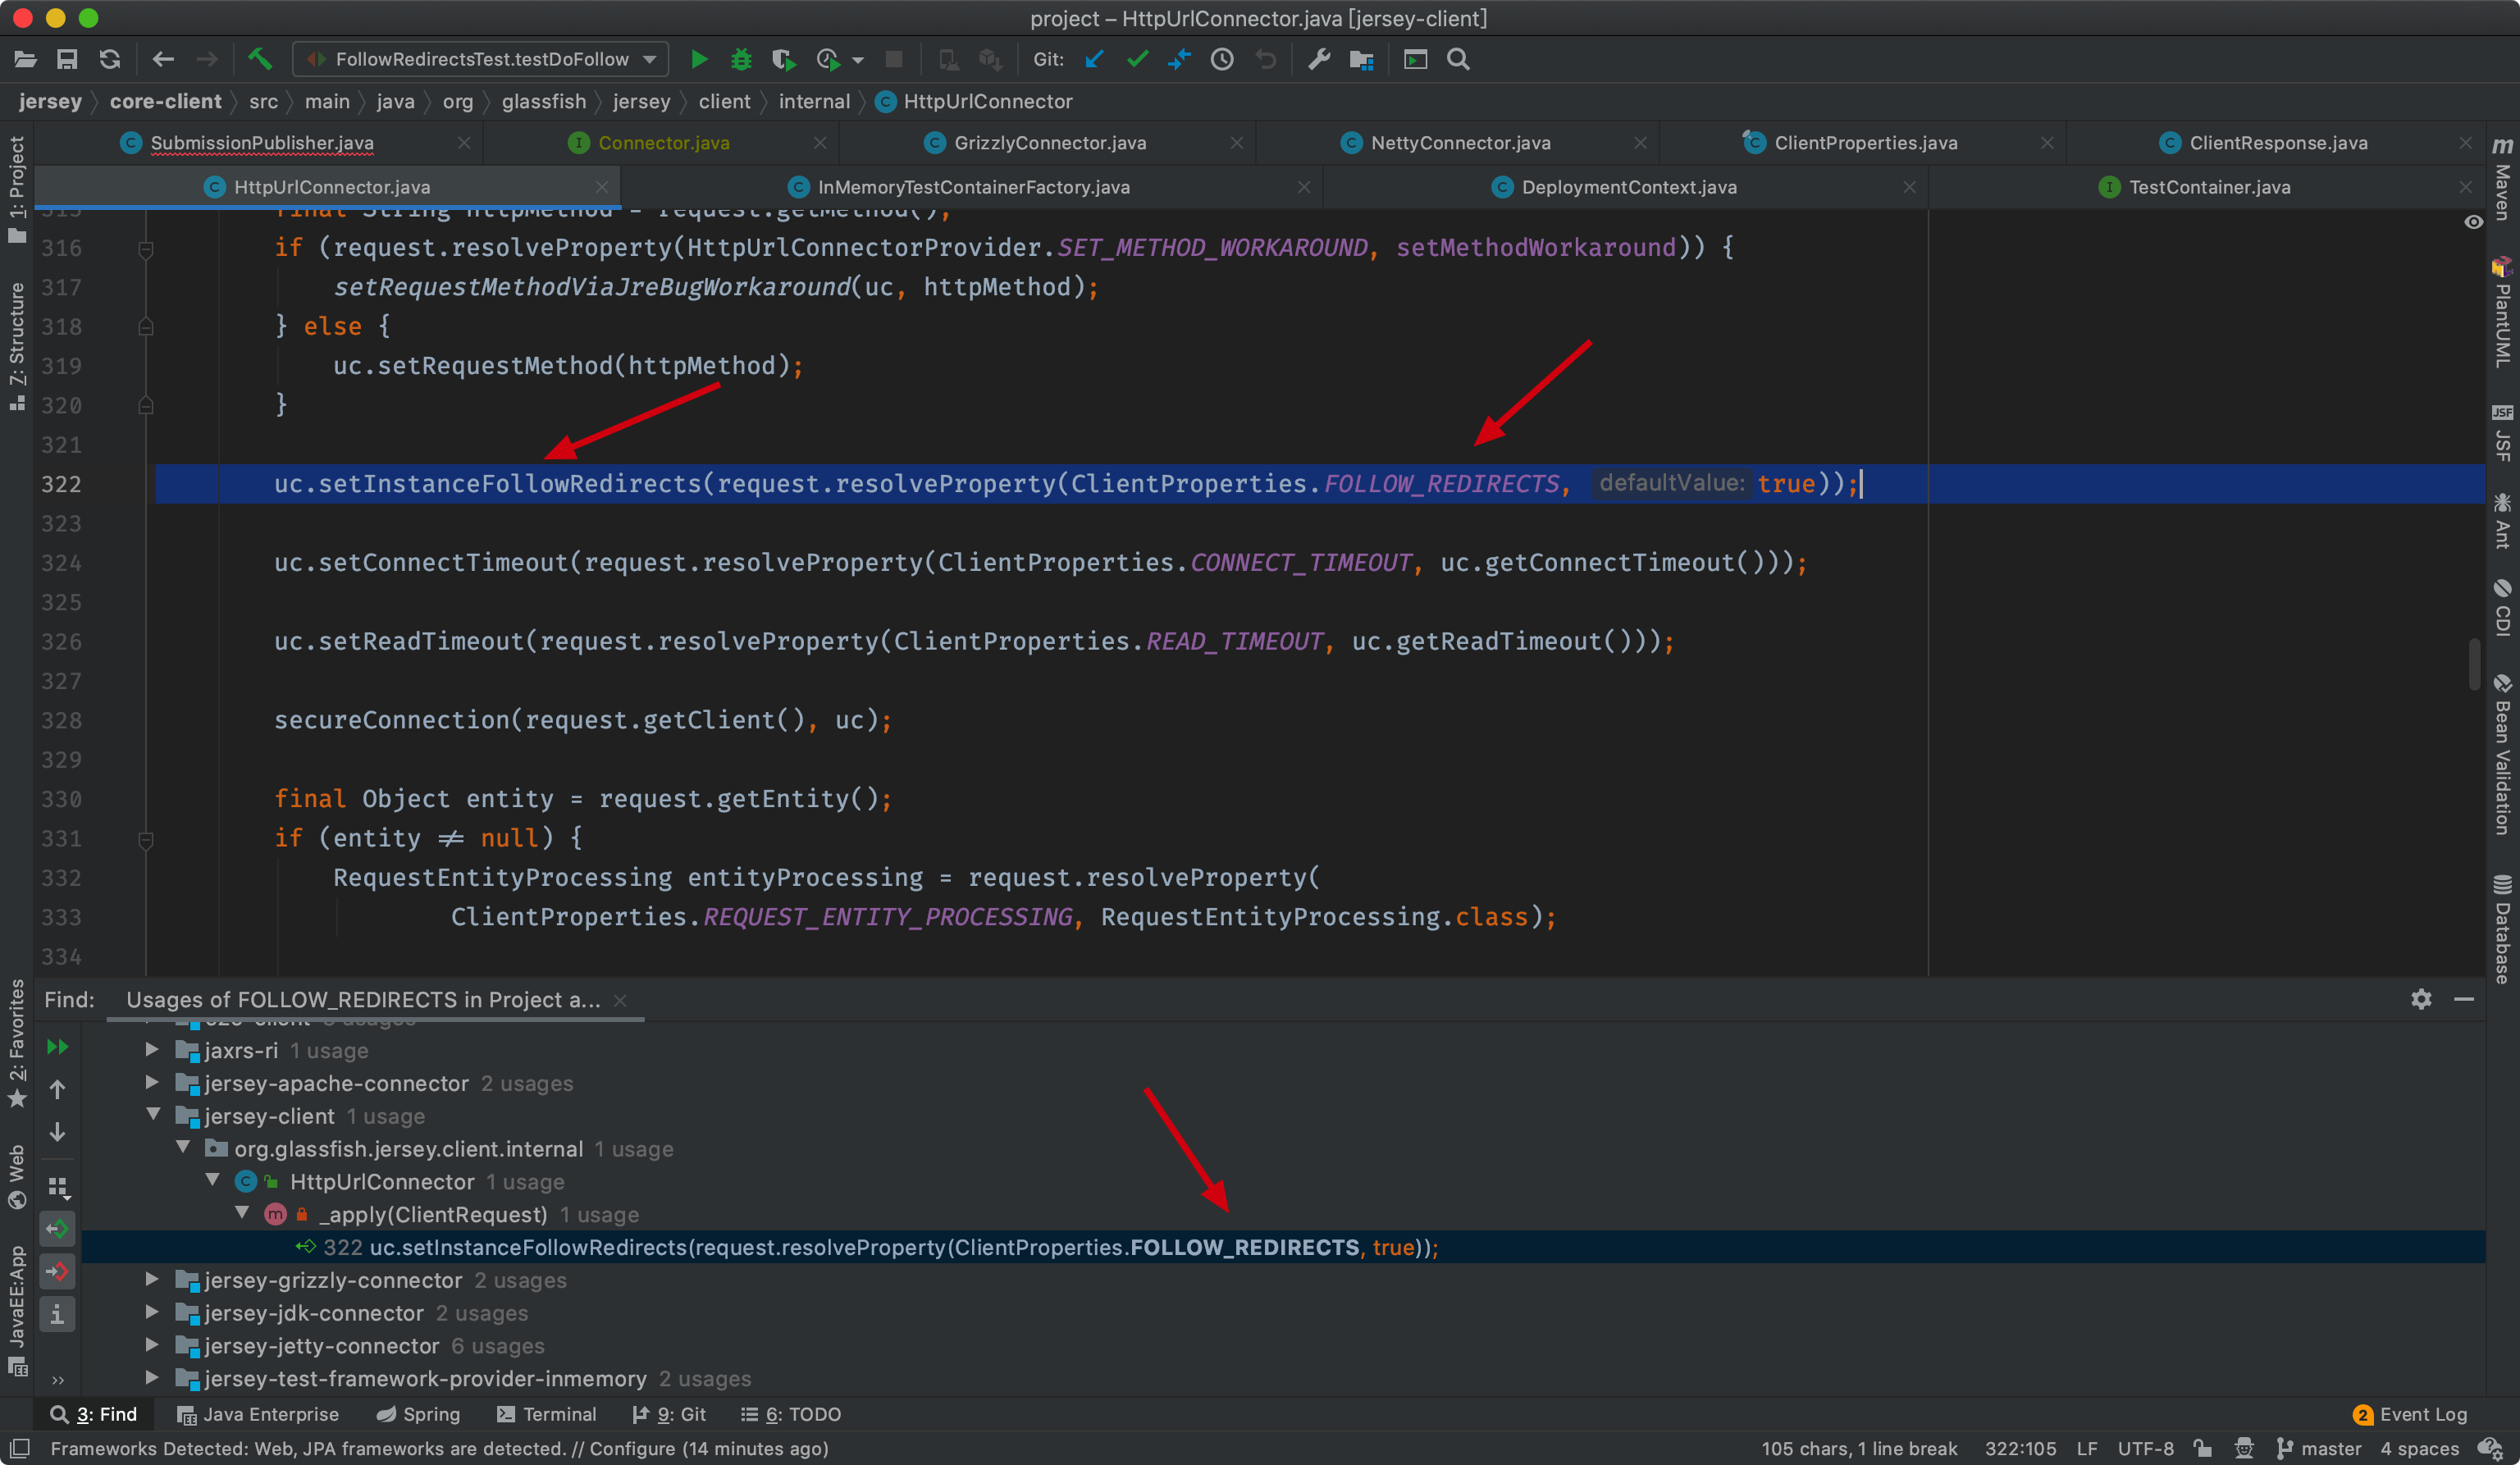 project – HttpUrlConnector.java [jersey-client]
FollowRedirectsTest.testDoFollow Git:
jersey core-client src main java org glassfish jersey client internal HttpUrlConnector
SubmissionPublisher.java Connector.java GrizzlyConnector.java NettyConnector.java ClientProperties.java ClientResponse.java
HttpUrlConnector.java InMemoryTestContainerFactory.java DeploymentContext.java TestContainer.java
315 final String httpMethod = request.getMethod();
316 if (request.resolveProperty(HttpUrlConnectorProvider.SET_METHOD_WORKAROUND, setMethodWorkaround)) {
317 setRequestMethodViaJreBugWorkaround(uc, httpMethod);
318 } else {
319 uc.setRequestMethod(httpMethod);
320 }
321
322 uc.setInstanceFollowRedirects(request.resolveProperty(ClientProperties.FOLLOW_REDIRECTS, defaultValue: true));
323
324 uc.setConnectTimeout(request.resolveProperty(ClientProperties.CONNECT_TIMEOUT, uc.getConnectTimeout()));
325
326 uc.setReadTimeout(request.resolveProperty(ClientProperties.READ_TIMEOUT, uc.getReadTimeout()));
327
328 secureConnection(request.getClient(), uc);
329
330 final Object entity = request.getEntity();
331 if (entity ≠ null) {
332 RequestEntityProcessing entityProcessing = request.resolveProperty(
333 ClientProperties.REQUEST_ENTITY_PROCESSING, RequestEntityProcessing.class);
334
1: Project
7: Structure
2: Favorites
Web
JavaEE:App
m Maven
PlantUML
JSF JSF
Ant
CDI
Bean Validation
Database
Find: Usages of FOLLOW_REDIRECTS in Project a...
jaxrs-ri 1 usage
jersey-apache-connector 2 usages
jersey-client 1 usage
org.glassfish.jersey.client.internal 1 usage
HttpUrlConnector 1 usage
_apply(ClientRequest) 1 usage
322 uc.setInstanceFollowRedirects(request.resolveProperty(ClientProperties.FOLLOW_REDIRECTS, true));
jersey-grizzly-connector 2 usages
jersey-jdk-connector 2 usages
jersey-jetty-connector 6 usages
jersey-test-framework-provider-inmemory 2 usages
3: Find Java Enterprise Spring Terminal 9: Git 6: TODO 2 Event Log
Frameworks Detected: Web, JPA frameworks are detected. // Configure (14 minutes ago) 105 chars, 1 line break 322:105 LF UTF-8 master 4 spaces